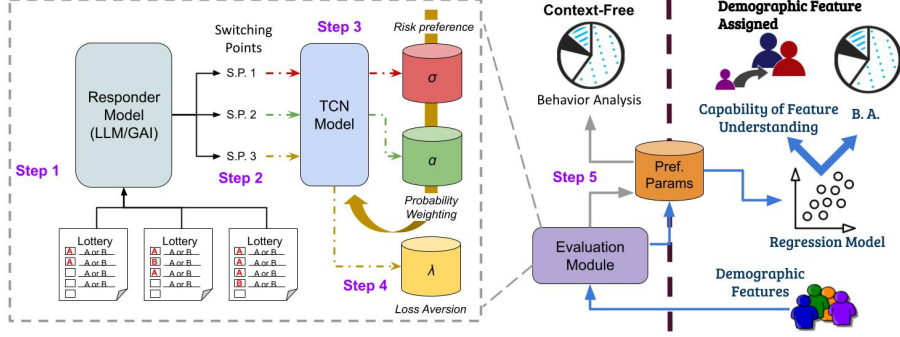 Step 1
Responder
Model
(LLM/GAI)
Switching
Points
S.P. 1
S.P. 2
S.P. 3
Step 2
Step 3
TCN
Model
Risk preference
σ
α
Probability
Weighting
Step 4
λ
Loss Aversion
Lottery
A A or B
A A or B
A or B
A or B
Lottery
A A or B
B A or B
A A or B
A or B
Lottery
A A or B
A A or B
A A or B
B A or B
Context-Free
Behavior Analysis
Step 5
Pref.
Params
Evaluation
Module
Demographic Feature
Assigned
Capability of Feature
Understanding
B. A.
Regression Model
Demographic
Features